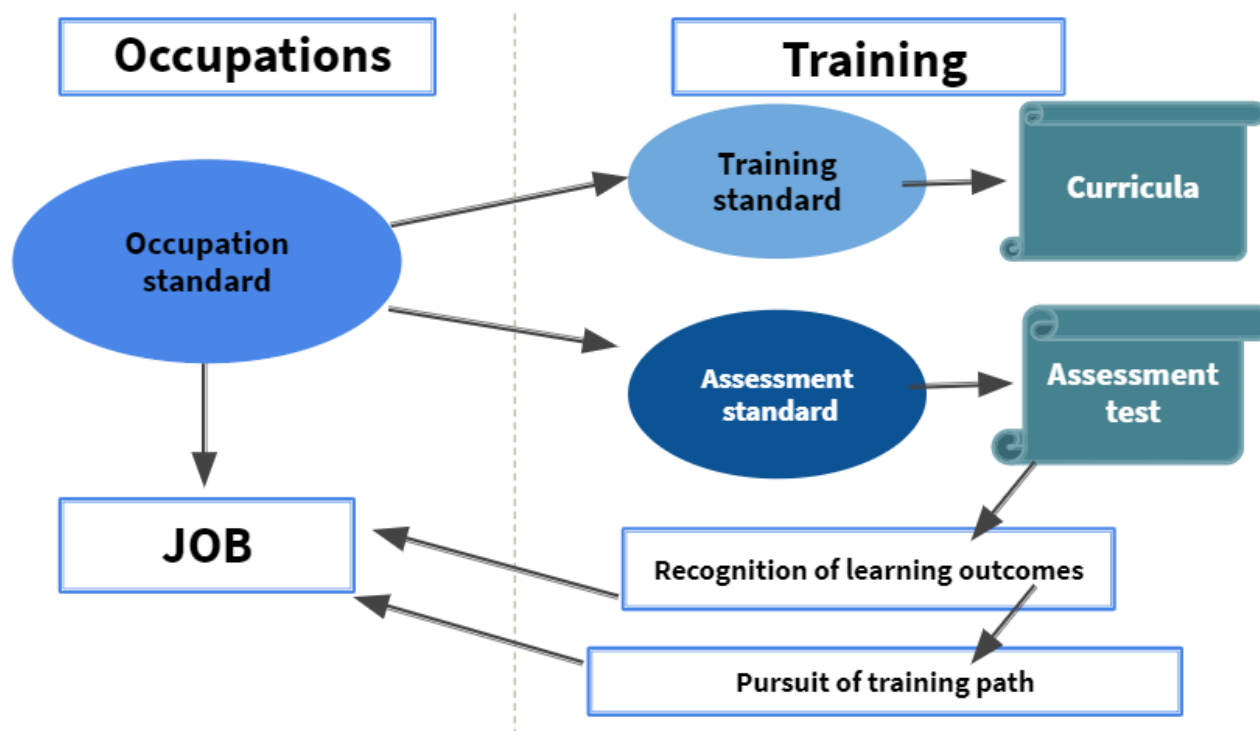 Occupations
Training
Training
standard
Curricula
Occupation
standard
Assessment
standard
Assessment
test
JOB
Recognition of learning outcomes
Pursuit of training path